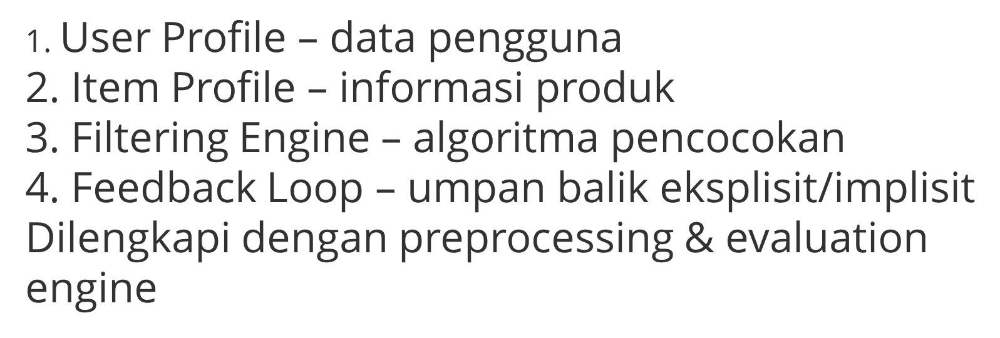 1. User Profile – data pengguna
2. Item Profile – informasi produk
3. Filtering Engine – algoritma pencocokan
4. Feedback Loop – umpan balik eksplisit/implisit
Dilengkapi dengan preprocessing & evaluation
engine